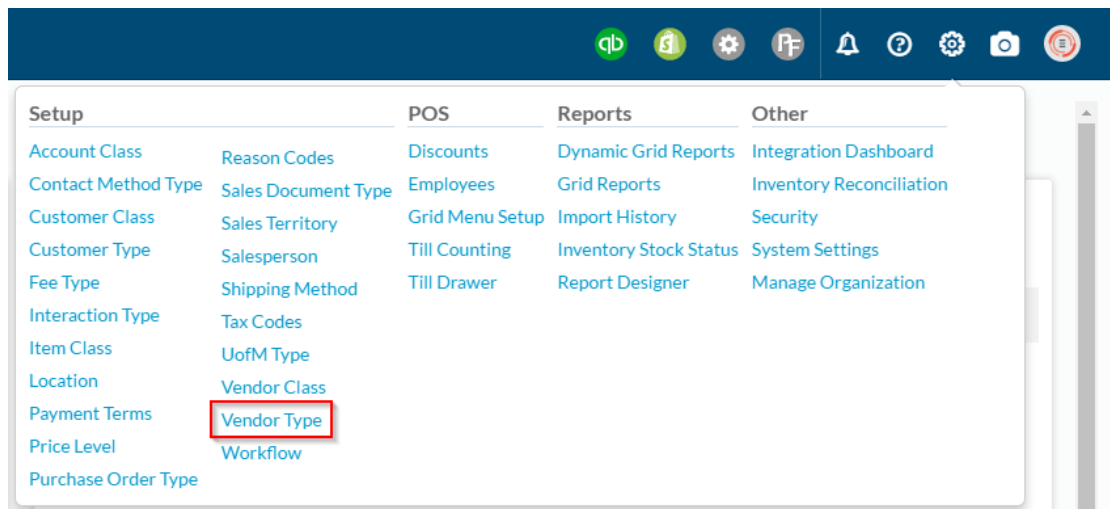 qb
S
PF
Setup
Account Class
Contact Method Type
Customer Class
Customer Type
Fee Type
Interaction Type
Item Class
Location
Payment Terms
Price Level
Purchase Order Type
Reason Codes
Sales Document Type
Sales Territory
Salesperson
Shipping Method
Tax Codes
UofM Type
Vendor Class
Vendor Type
Workflow
POS
Discounts
Employees
Grid Menu Setup
Till Counting
Till Drawer
Reports
Dynamic Grid Reports
Grid Reports
Import History
Inventory Stock Status
Report Designer
Other
Integration Dashboard
Inventory Reconciliation
Security
System Settings
Manage Organization